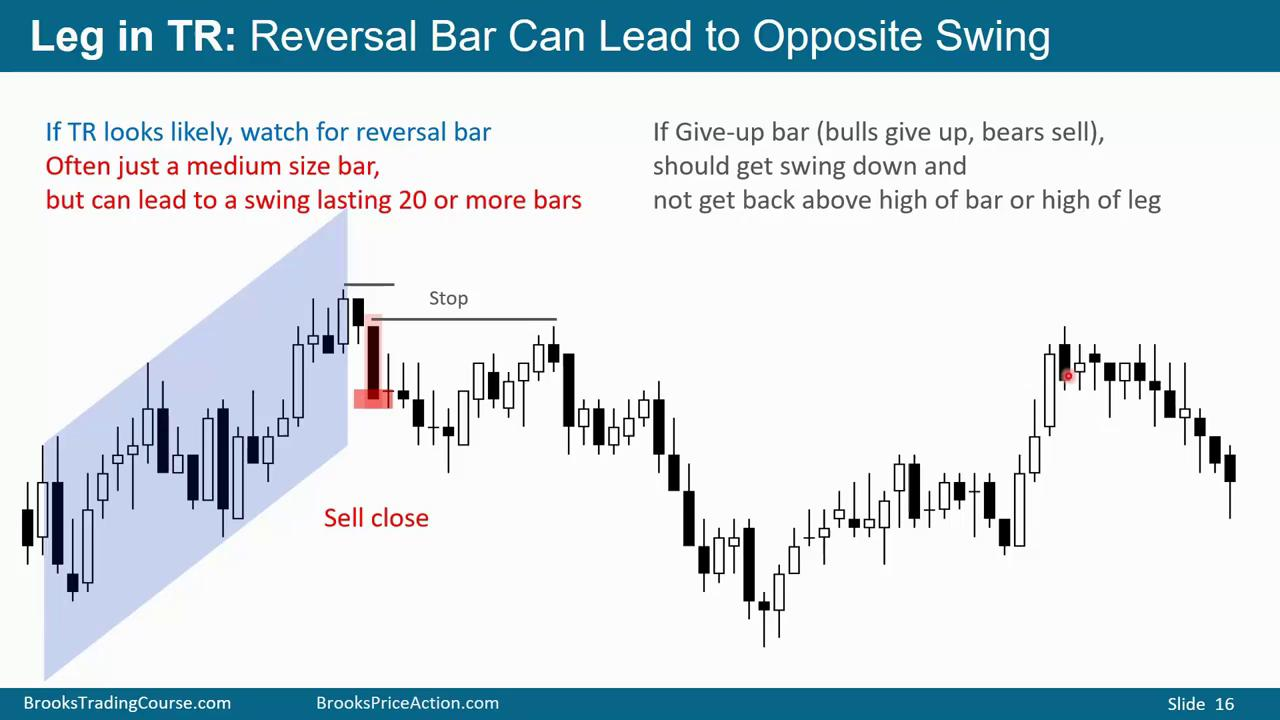 Leg in TR: Reversal Bar Can Lead to Opposite Swing
If TR looks likely, watch for reversal bar
Often just a medium size bar,
but can lead to a swing lasting 20 or more bars
If Give-up bar (bulls give up, bears sell),
should get swing down and
not get back above high of bar or high of leg
Stop
Sell close
BrooksTradingCourse.com
BrooksPriceAction.com
Slide 16